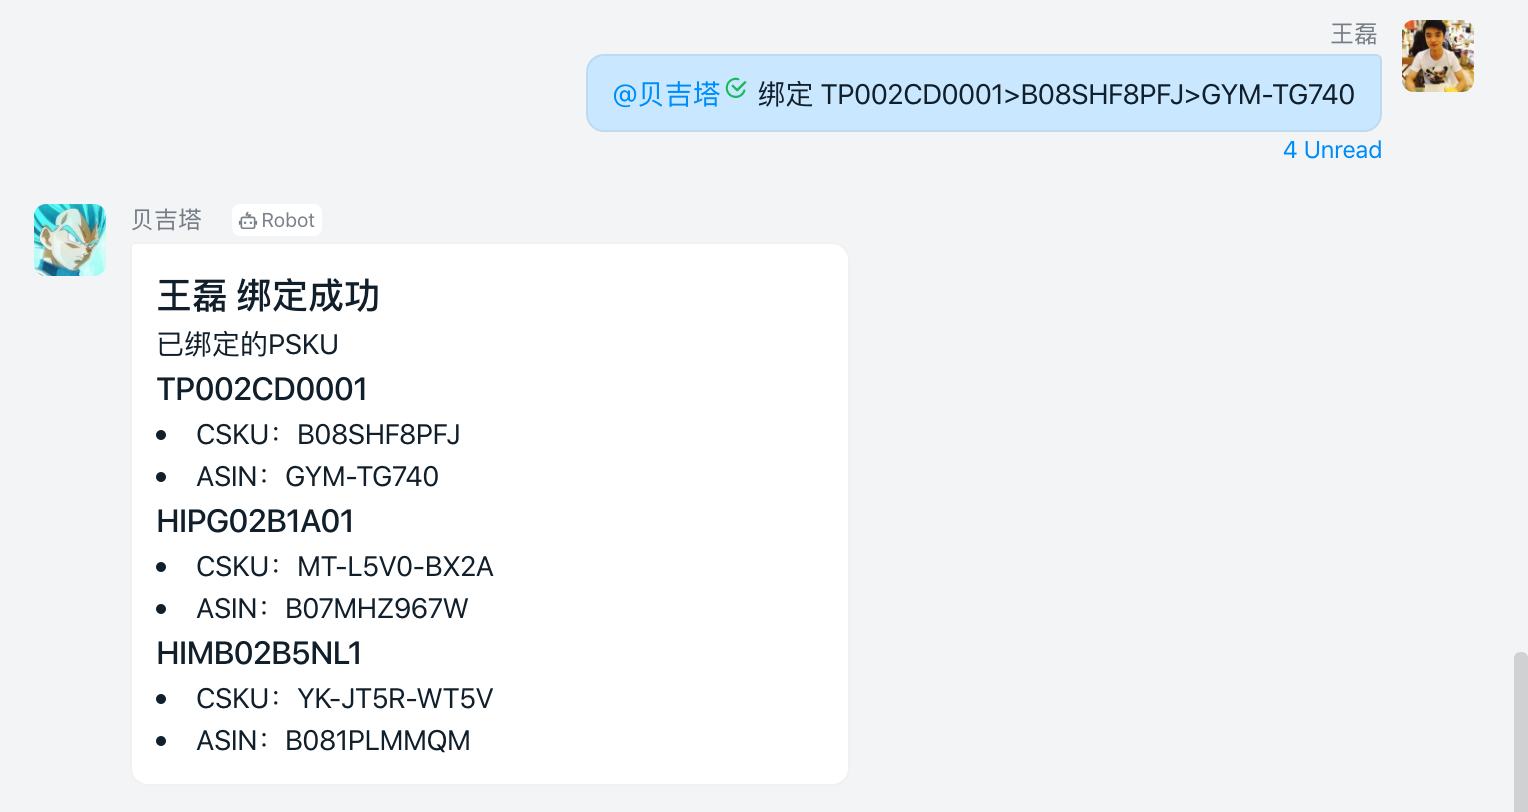 王磊
@贝吉塔 绑定 TP002CD0001>B08SHF8PFJ>GYM-TG740
4 Unread
贝吉塔 Robot
王磊 绑定成功
已绑定的PSKU
TP002CD0001
• CSKU：B08SHF8PFJ
• ASIN：GYM-TG740
HIPG02B1A01
• CSKU：MT-L5V0-BX2A
• ASIN：B07MHZ967W
HIMB02B5NL1
• CSKU：YK-JT5R-WT5V
• ASIN：B081PLMMQM